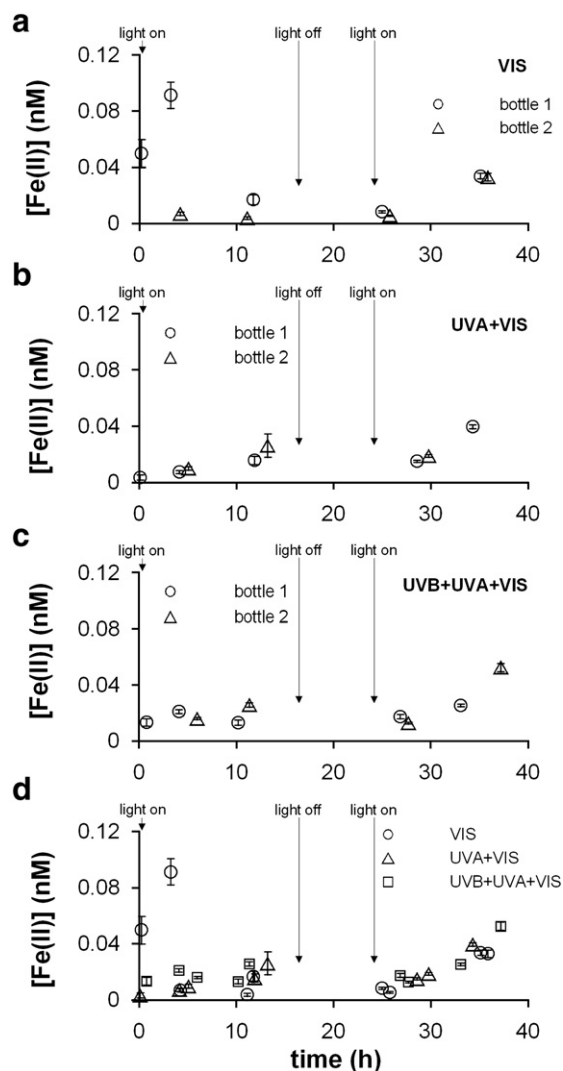 a
light on light off light on
VIS
bottle 1
bottle 2
[Fe(II)] (nM)
0.12
0.08
0.04
0
0 10 20 30 40
b
light on light off light on
UVA+VIS
bottle 1
bottle 2
[Fe(II)] (nM)
0.12
0.08
0.04
0
0 10 20 30 40
c
light on light off light on
UVB+UVA+VIS
bottle 1
bottle 2
[Fe(II)] (nM)
0.12
0.08
0.04
0
0 10 20 30 40
d
light on light off light on
VIS
UVA+VIS
UVB+UVA+VIS
[Fe(II)] (nM)
0.12
0.08
0.04
0
0 10 20 30 40
time (h)